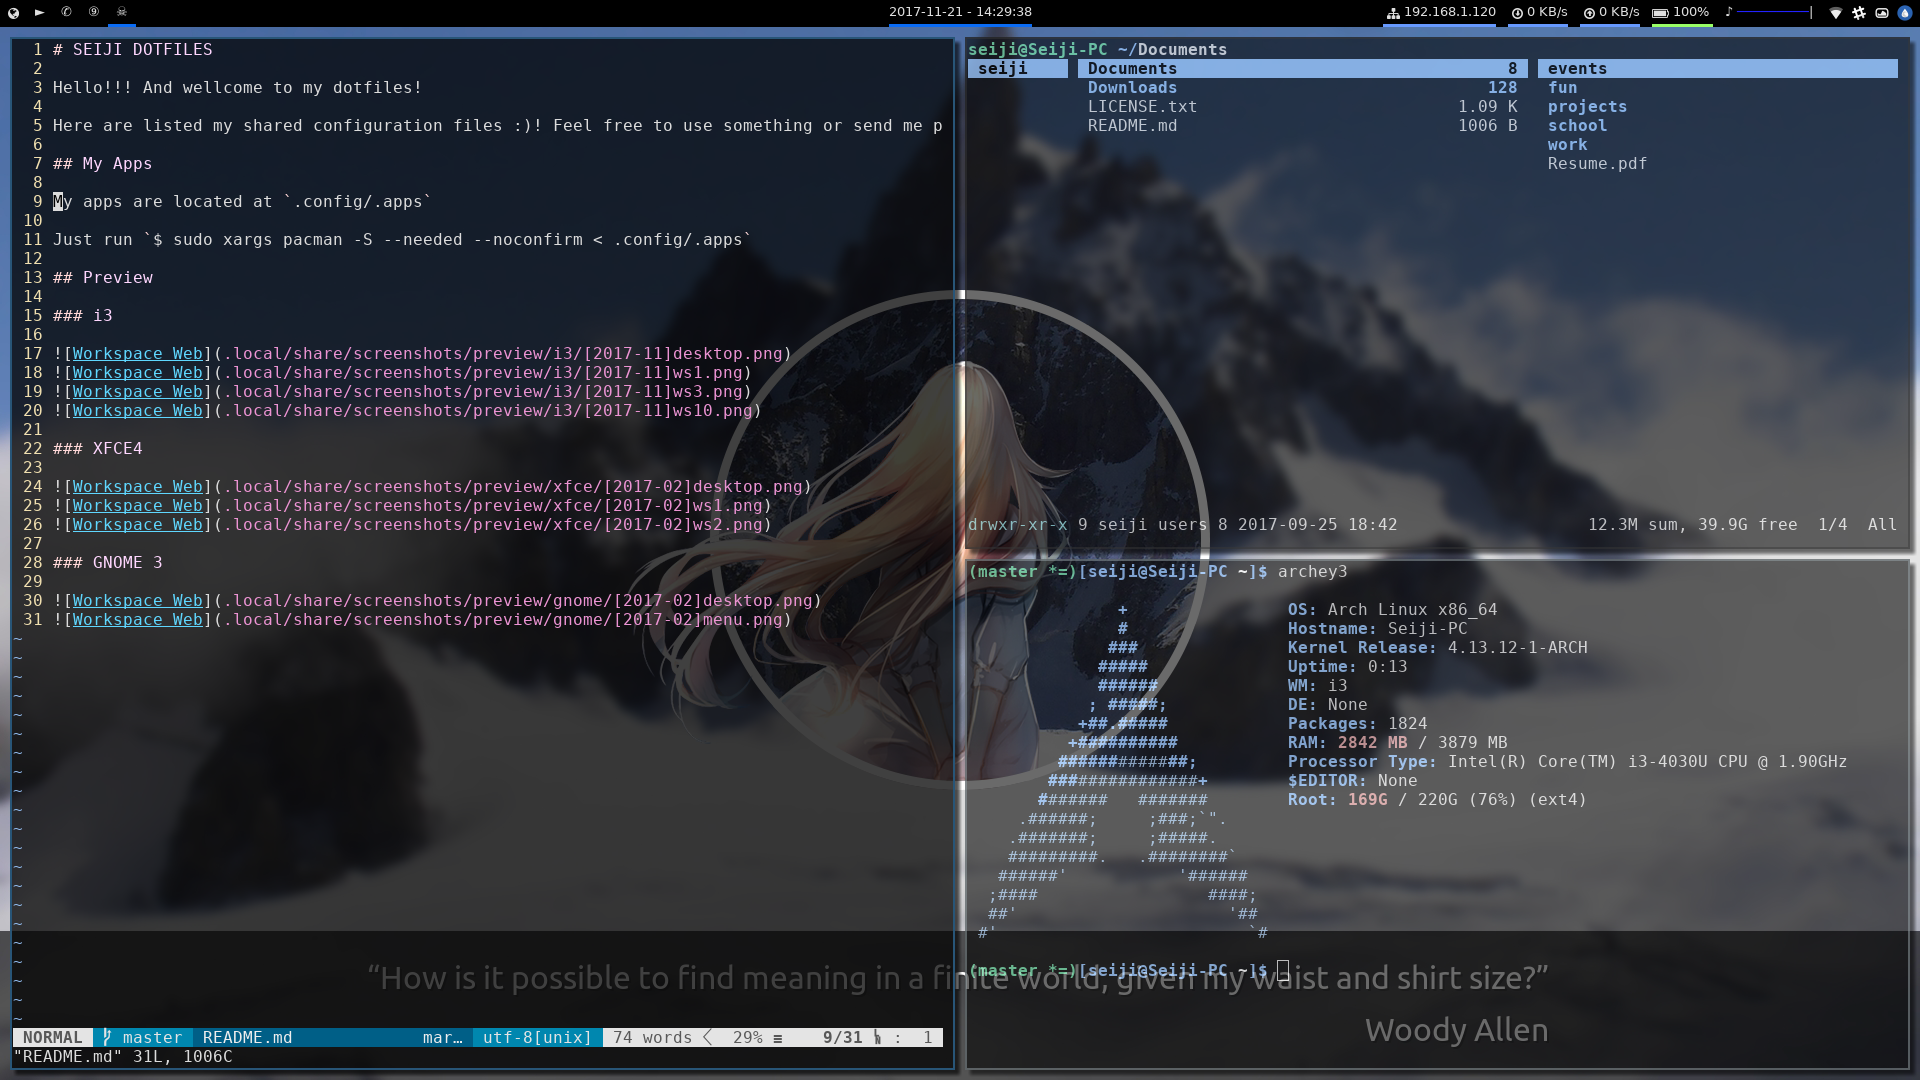 2017-11-21 - 14:29:38
192.168.1.120 0 KB/s 0 KB/s 100%
1 # SEIJI DOTFILES
2
3 Hello!!! And wellcome to my dotfiles!
4
5 Here are listed my shared configuration files :)! Feel free to use something or send me p
6
7 ## My Apps
8
9 My apps are located at `.config/.apps`
10
11 Just run `$ sudo xargs pacman -S --needed --noconfirm < .config/.apps`
12
13 ## Preview
14
15 ### i3
16
17 ![Workspace Web](.local/share/screenshots/preview/i3/[2017-11]desktop.png)
18 ![Workspace Web](.local/share/screenshots/preview/i3/[2017-11]ws1.png)
19 ![Workspace Web](.local/share/screenshots/preview/i3/[2017-11]ws3.png)
20 ![Workspace Web](.local/share/screenshots/preview/i3/[2017-11]ws10.png)
21
22 ### XFCE4
23
24 ![Workspace Web](.local/share/screenshots/preview/xfce/[2017-02]desktop.png)
25 ![Workspace Web](.local/share/screenshots/preview/xfce/[2017-02]ws1.png)
26 ![Workspace Web](.local/share/screenshots/preview/xfce/[2017-02]ws2.png)
27
28 ### GNOME 3
29
30 ![Workspace Web](.local/share/screenshots/preview/gnome/[2017-02]desktop.png)
31 ![Workspace Web](.local/share/screenshots/preview/gnome/[2017-02]menu.png)
NORMAL master README.md mar… utf-8[unix] 74 words 29% ≡ 9/31 : 1
"README.md" 31L, 1006C
seiji@Seiji-PC ~/Documents
seiji Documents 8 events
Downloads 128 fun
LICENSE.txt 1.09 K projects
README.md 1006 B school
work
Resume.pdf
drwxr-xr-x 9 seiji users 8 2017-09-25 18:42 12.3M sum, 39.9G free 1/4 All
(master *=)[seiji@Seiji-PC ~]$ archey3
+ OS: Arch Linux x86_64
# Hostname: Seiji-PC
### Kernel Release: 4.13.12-1-ARCH
##### Uptime: 0:13
###### WM: i3
; #####; DE: None
+##.##### Packages: 1824
+########## RAM: 2842 MB / 3879 MB
#############; Processor Type: Intel(R) Core(TM) i3-4030U CPU @ 1.90GHz
###############+ $EDITOR: None
####### ####### Root: 169G / 220G (76%) (ext4)
.######; ;###;`".
.#######; ;#####.
#########. .########`
######' '######
;#### ####;
##' '##
#' `#
(master *=)[seiji@Seiji-PC ~]$
“How is it possible to find meaning in a finite world, given my waist and shirt size?”
Woody Allen